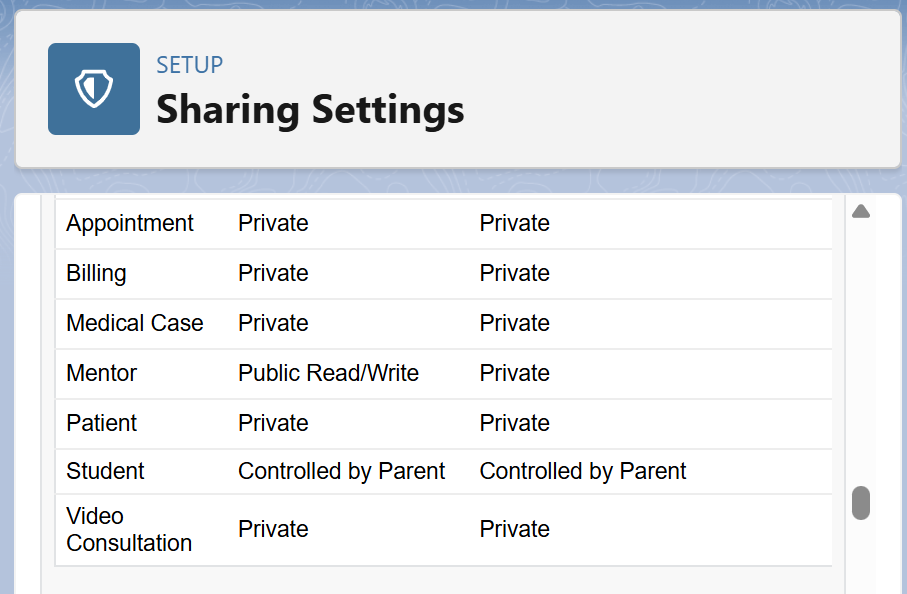 SETUP
Sharing Settings
Appointment Private Private
Billing Private Private
Medical Case Private Private
Mentor Public Read/Write Private
Patient Private Private
Student Controlled by Parent Controlled by Parent
Video
Consultation Private Private